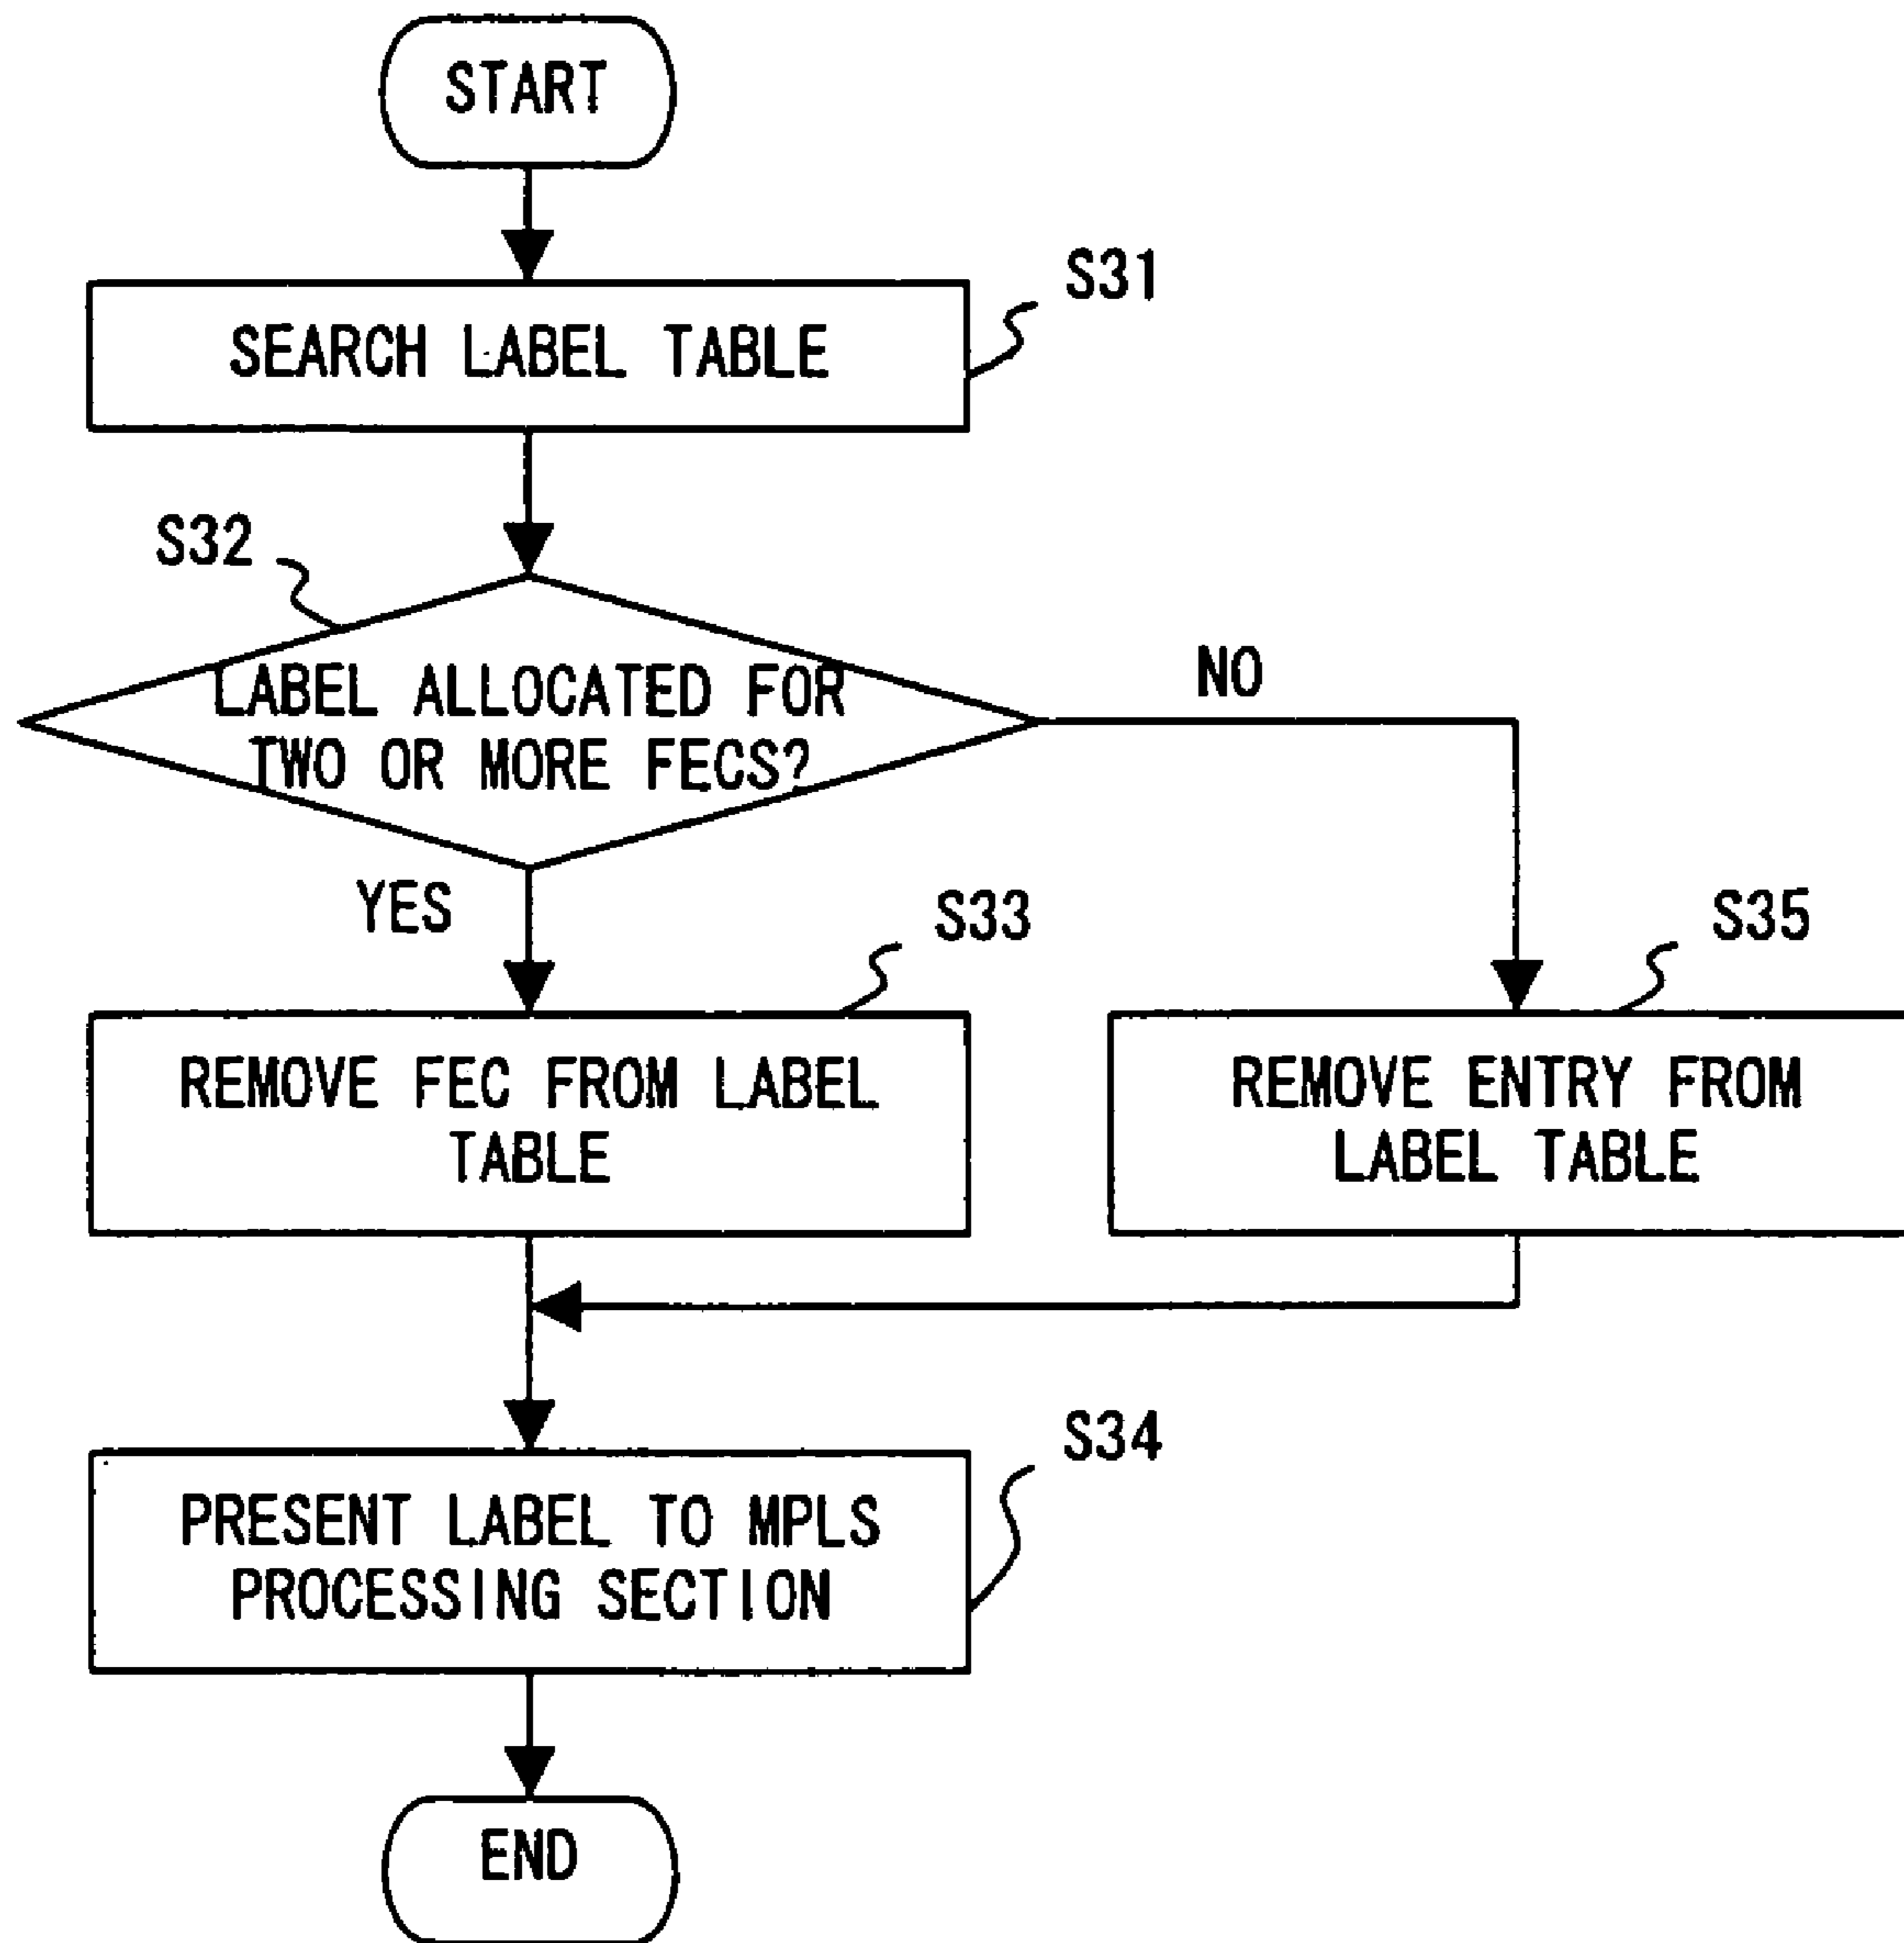 START
S31
SEARCH LABEL TABLE
S32
LABEL ALLOCATED FOR
TWO OR MORE FECS?
NO
YES
S33
REMOVE FEC FROM LABEL
TABLE
S35
REMOVE ENTRY FROM
LABEL TABLE
S34
PRESENT LABEL TO MPLS
PROCESSING SECTION
END